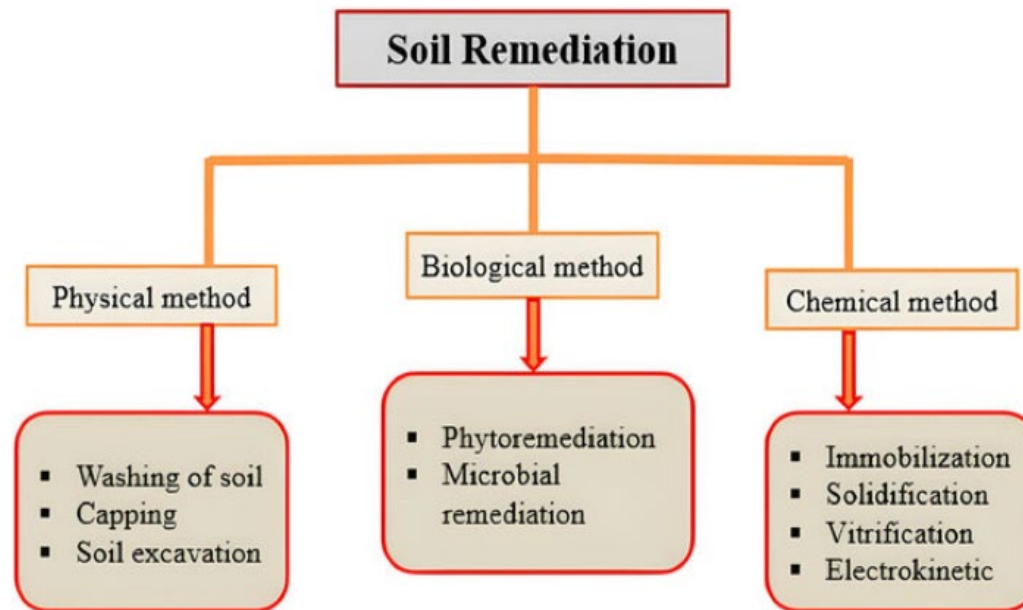 Soil Remediation
Physical method
Biological method
Chemical method
▪ Washing of soil
▪ Capping
▪ Soil excavation
▪ Phytoremediation
▪ Microbial
remediation
▪ Immobilization
▪ Solidification
▪ Vitrification
▪ Electrokinetic